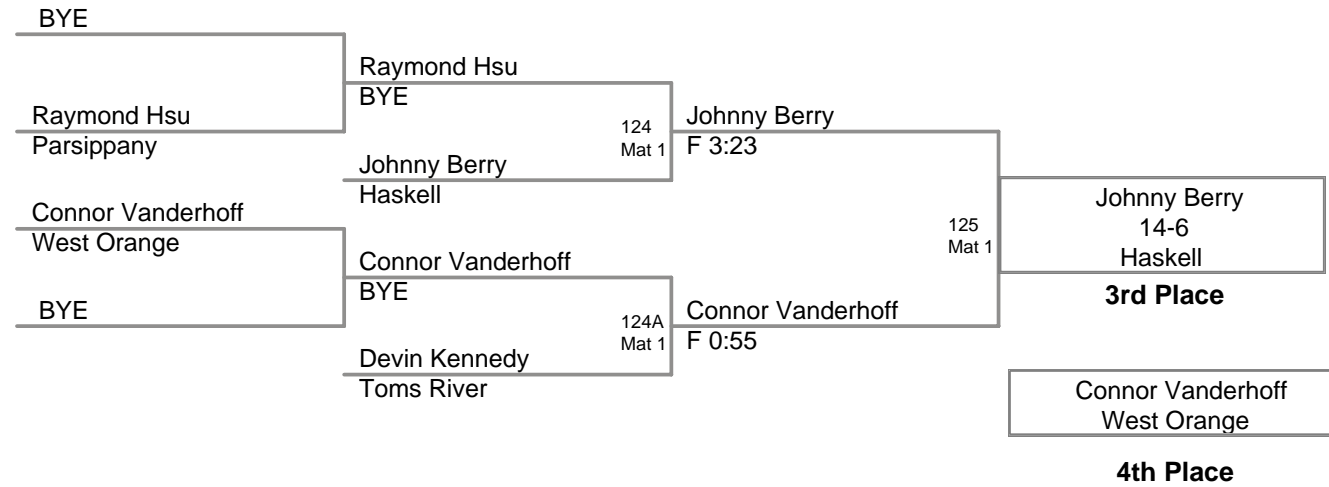 BYE
Raymond Hsu
Parsippany
Connor Vanderhoff
West Orange
BYE
Raymond Hsu
BYE
124
Mat 1
Johnny Berry
Haskell
Connor Vanderhoff
BYE
124A
Mat 1
Devin Kennedy
Toms River
Johnny Berry
F 3:23
125
Mat 1
Connor Vanderhoff
F 0:55
Johnny Berry
14-6
Haskell
3rd Place
Connor Vanderhoff
West Orange
4th Place